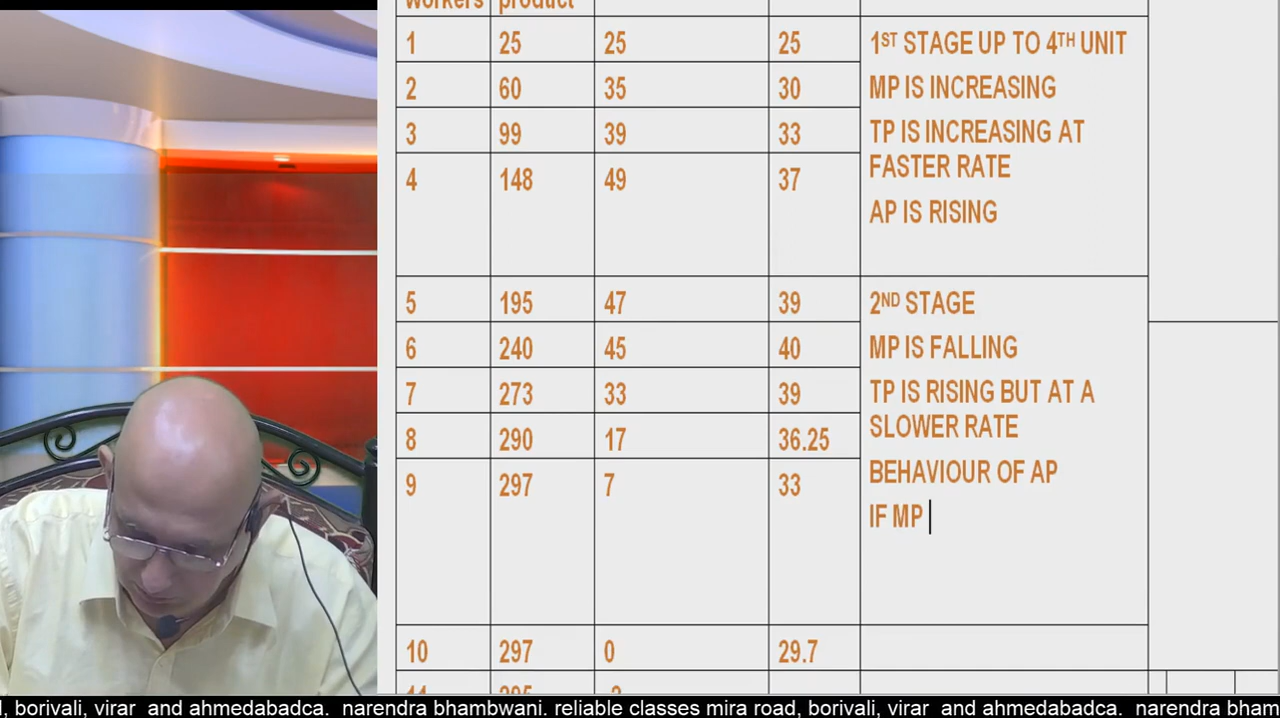 workers product
1 25 25 25 1ST STAGE UP TO 4TH UNIT
2 60 35 30 MP IS INCREASING
3 99 39 33 TP IS INCREASING AT
FASTER RATE
4 148 49 37
AP IS RISING
5 195 47 39 2ND STAGE
6 240 45 40 MP IS FALLING
7 273 33 39 TP IS RISING BUT AT A
SLOWER RATE
8 290 17 36.25
BEHAVIOUR OF AP
9 297 7 33
IF MP
10 297 0 29.7
11 295 -2
, borivali, virar and ahmedabadca. narendra bhambwani. reliable classes mira road, borivali, virar and ahmedabadca. narendra bham